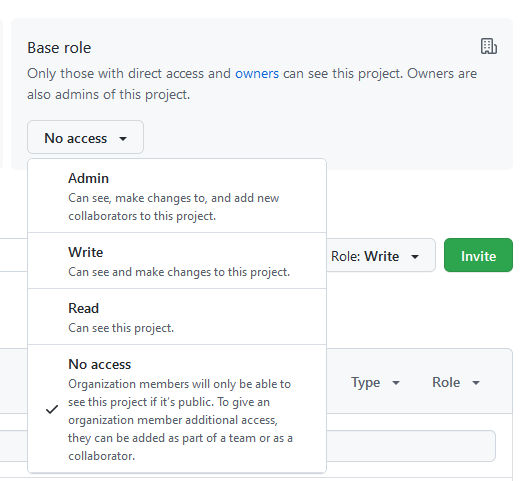 Base role
Only those with direct access and owners can see this project. Owners are
also admins of this project.
No access
Admin
Can see, make changes to, and add new
collaborators to this project.
Write
Can see and make changes to this project.
Role: Write
Invite
Read
Can see this project.
No access
Organization members will only be able to
see this project if it’s public. To give an
organization member additional access,
they can be added as part of a team or as a
collaborator.
Type
Role